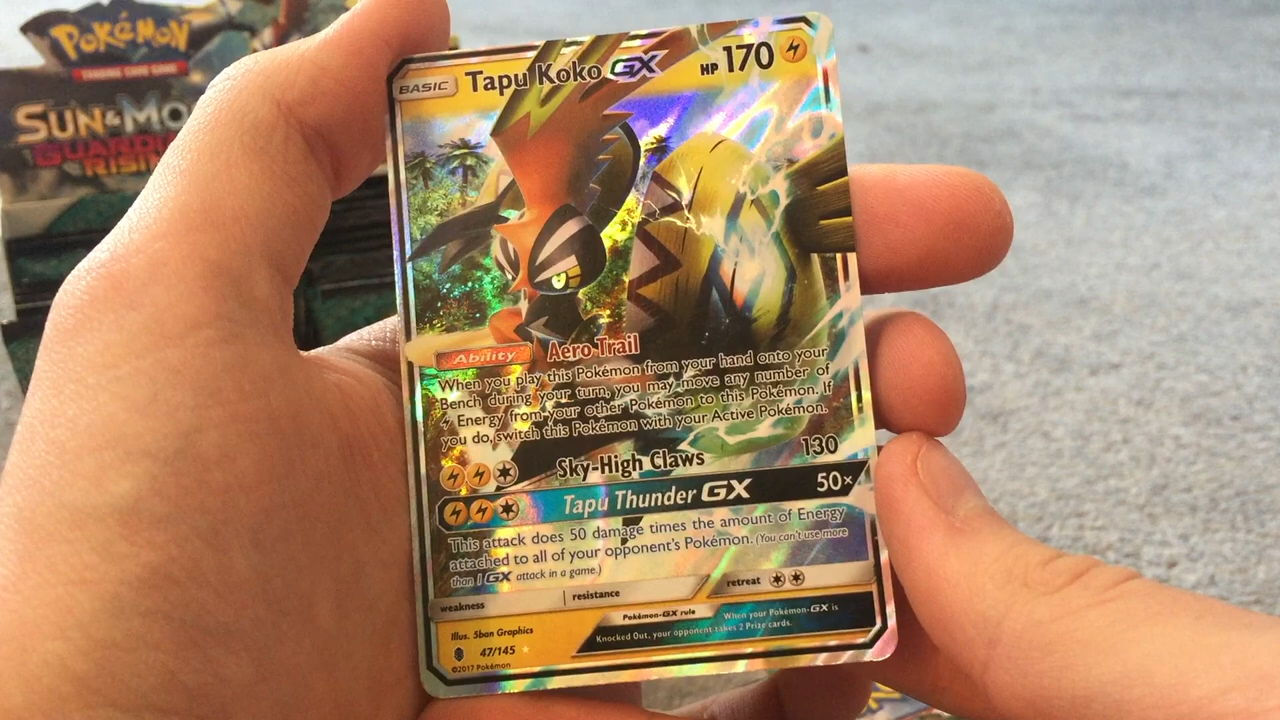 Pokémon
TRADING CARD GAME
SUN & MO
GUARDI
RISIN
BASIC Tapu Koko GX HP 170
Ability Aero Trail
When you play this Pokémon from your hand onto your
Bench during your turn, you may move any number of
Energy from your other Pokémon to this Pokémon. If
you do, switch this Pokémon with your Active Pokémon.
Sky-High Claws 130
Tapu Thunder GX 50×
This attack does 50 damage times the amount of Energy
attached to all of your opponent's Pokémon. (You can't use more
than 1 GX attack in a game.)
weakness resistance retreat
Pokémon-GX rule When your Pokémon-GX is
Knocked Out, your opponent takes 2 Prize cards.
Illus. 5ban Graphics
47/145
©2017 Pokémon